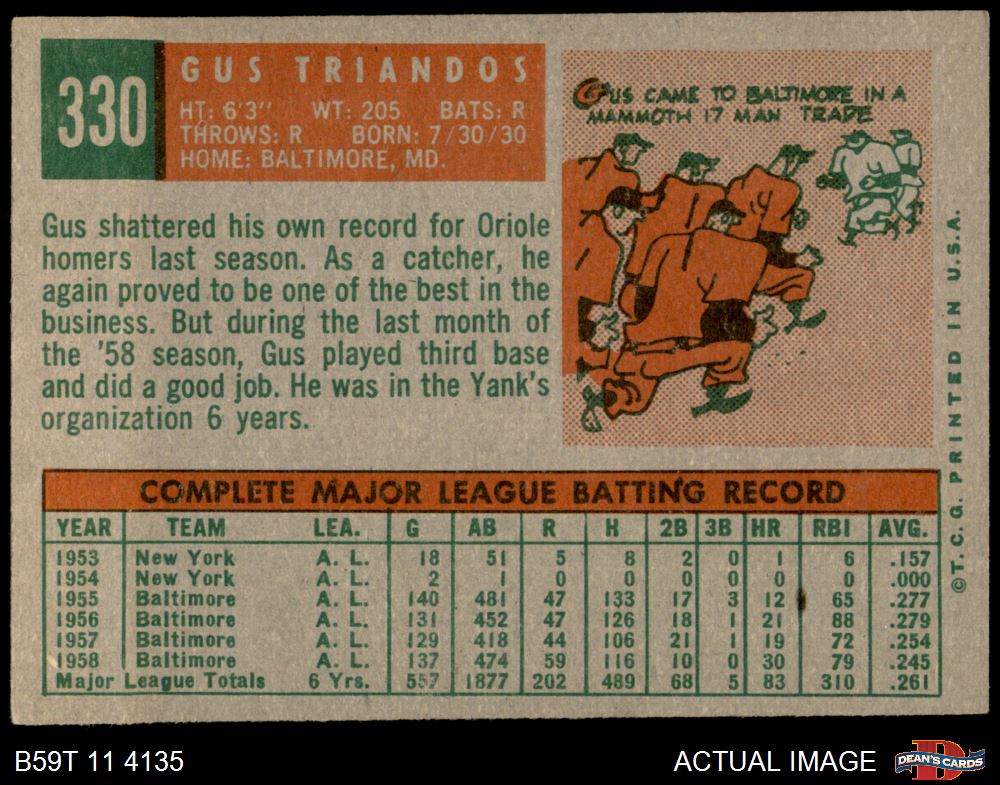 330
GUS TRIANDOS
HT: 6'3" WT: 205 BATS: R
THROWS: R BORN: 7/30/30
HOME: BALTIMORE, MD.
GUS CAME TO BALTIMORE IN A
MAMMOTH 17 MAN TRADE
Gus shattered his own record for Oriole
homers last season. As a catcher, he
again proved to be one of the best in the
business. But during the last month of
the '58 season, Gus played third base
and did a good job. He was in the Yank's
organization 6 years.
COMPLETE MAJOR LEAGUE BATTING RECORD
YEAR TEAM LEA. G AB R H 2B 3B HR RBI AVG.
1953 New York A. L. 18 51 5 8 2 0 1 6 .157
1954 New York A. L. 2 1 0 0 0 0 0 0 .000
1955 Baltimore A. L. 140 481 47 133 17 3 12 65 .277
1956 Baltimore A. L. 131 452 47 126 18 1 21 88 .279
1957 Baltimore A. L. 129 418 44 106 21 1 19 72 .254
1958 Baltimore A. L. 137 474 59 116 10 0 30 79 .245
Major League Totals 6 Yrs. 557 1877 202 489 68 5 83 310 .261
©T. C. G. PRINTED IN U.S.A.
B59T 11 4135
ACTUAL IMAGE
D
DEAN'S CARDS